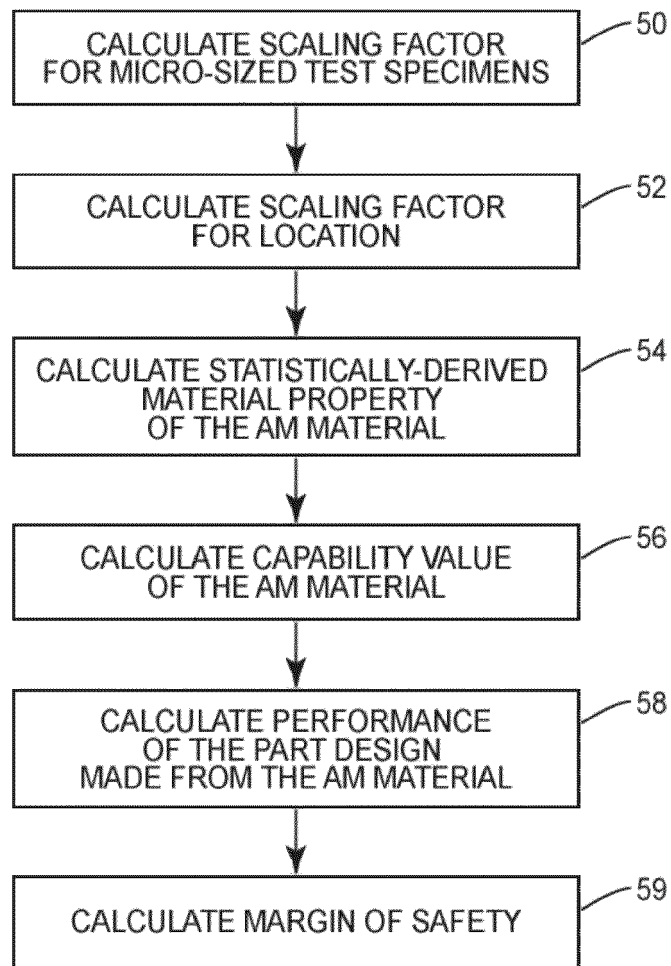 CALCULATE SCALING FACTOR
FOR MICRO-SIZED TEST SPECIMENS
50
CALCULATE SCALING FACTOR
FOR LOCATION
52
CALCULATE STATISTICALLY-DERIVED
MATERIAL PROPERTY
OF THE AM MATERIAL
54
CALCULATE CAPABILITY VALUE
OF THE AM MATERIAL
56
CALCULATE PERFORMANCE
OF THE PART DESIGN
MADE FROM THE AM MATERIAL
58
CALCULATE MARGIN OF SAFETY
59